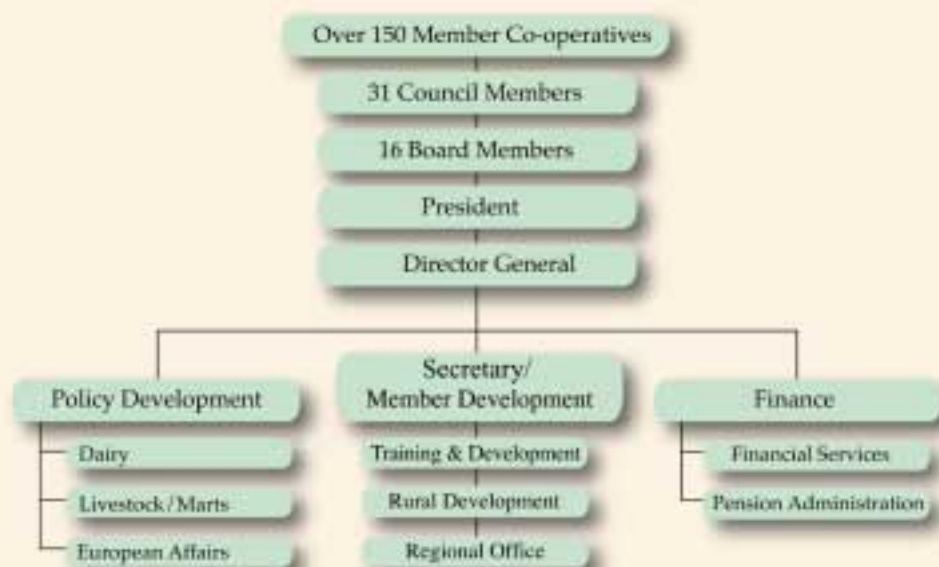 Over 150 Member Co-operatives
31 Council Members
16 Board Members
President
Director General
Policy Development
Dairy
Livestock/Marts
European Affairs
Secretary/
Member Development
Training & Development
Rural Development
Regional Office
Finance
Financial Services
Pension Administration